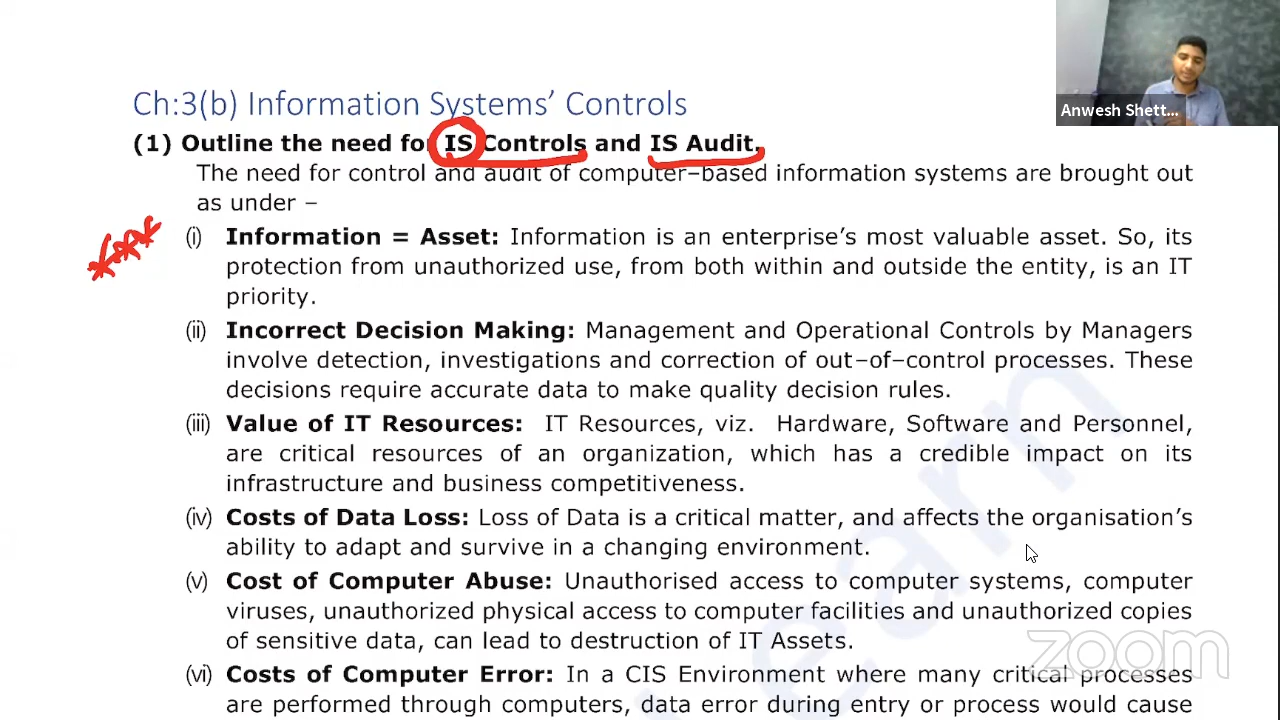 Anwesh Shett...
Ch:3(b) Information Systems' Controls
(1) Outline the need for IS Controls and IS Audit.
The need for control and audit of computer–based information systems are brought out
as under –
(i) Information = Asset: Information is an enterprise's most valuable asset. So, its
protection from unauthorized use, from both within and outside the entity, is an IT
priority.
(ii) Incorrect Decision Making: Management and Operational Controls by Managers
involve detection, investigations and correction of out–of–control processes. These
decisions require accurate data to make quality decision rules.
(iii) Value of IT Resources: IT Resources, viz. Hardware, Software and Personnel,
are critical resources of an organization, which has a credible impact on its
infrastructure and business competitiveness.
(iv) Costs of Data Loss: Loss of Data is a critical matter, and affects the organisation's
ability to adapt and survive in a changing environment.
(v) Cost of Computer Abuse: Unauthorised access to computer systems, computer
viruses, unauthorized physical access to computer facilities and unauthorized copies
of sensitive data, can lead to destruction of IT Assets.
zoom
(vi) Costs of Computer Error: In a CIS Environment where many critical processes
are performed through computers, data error during entry or process would cause